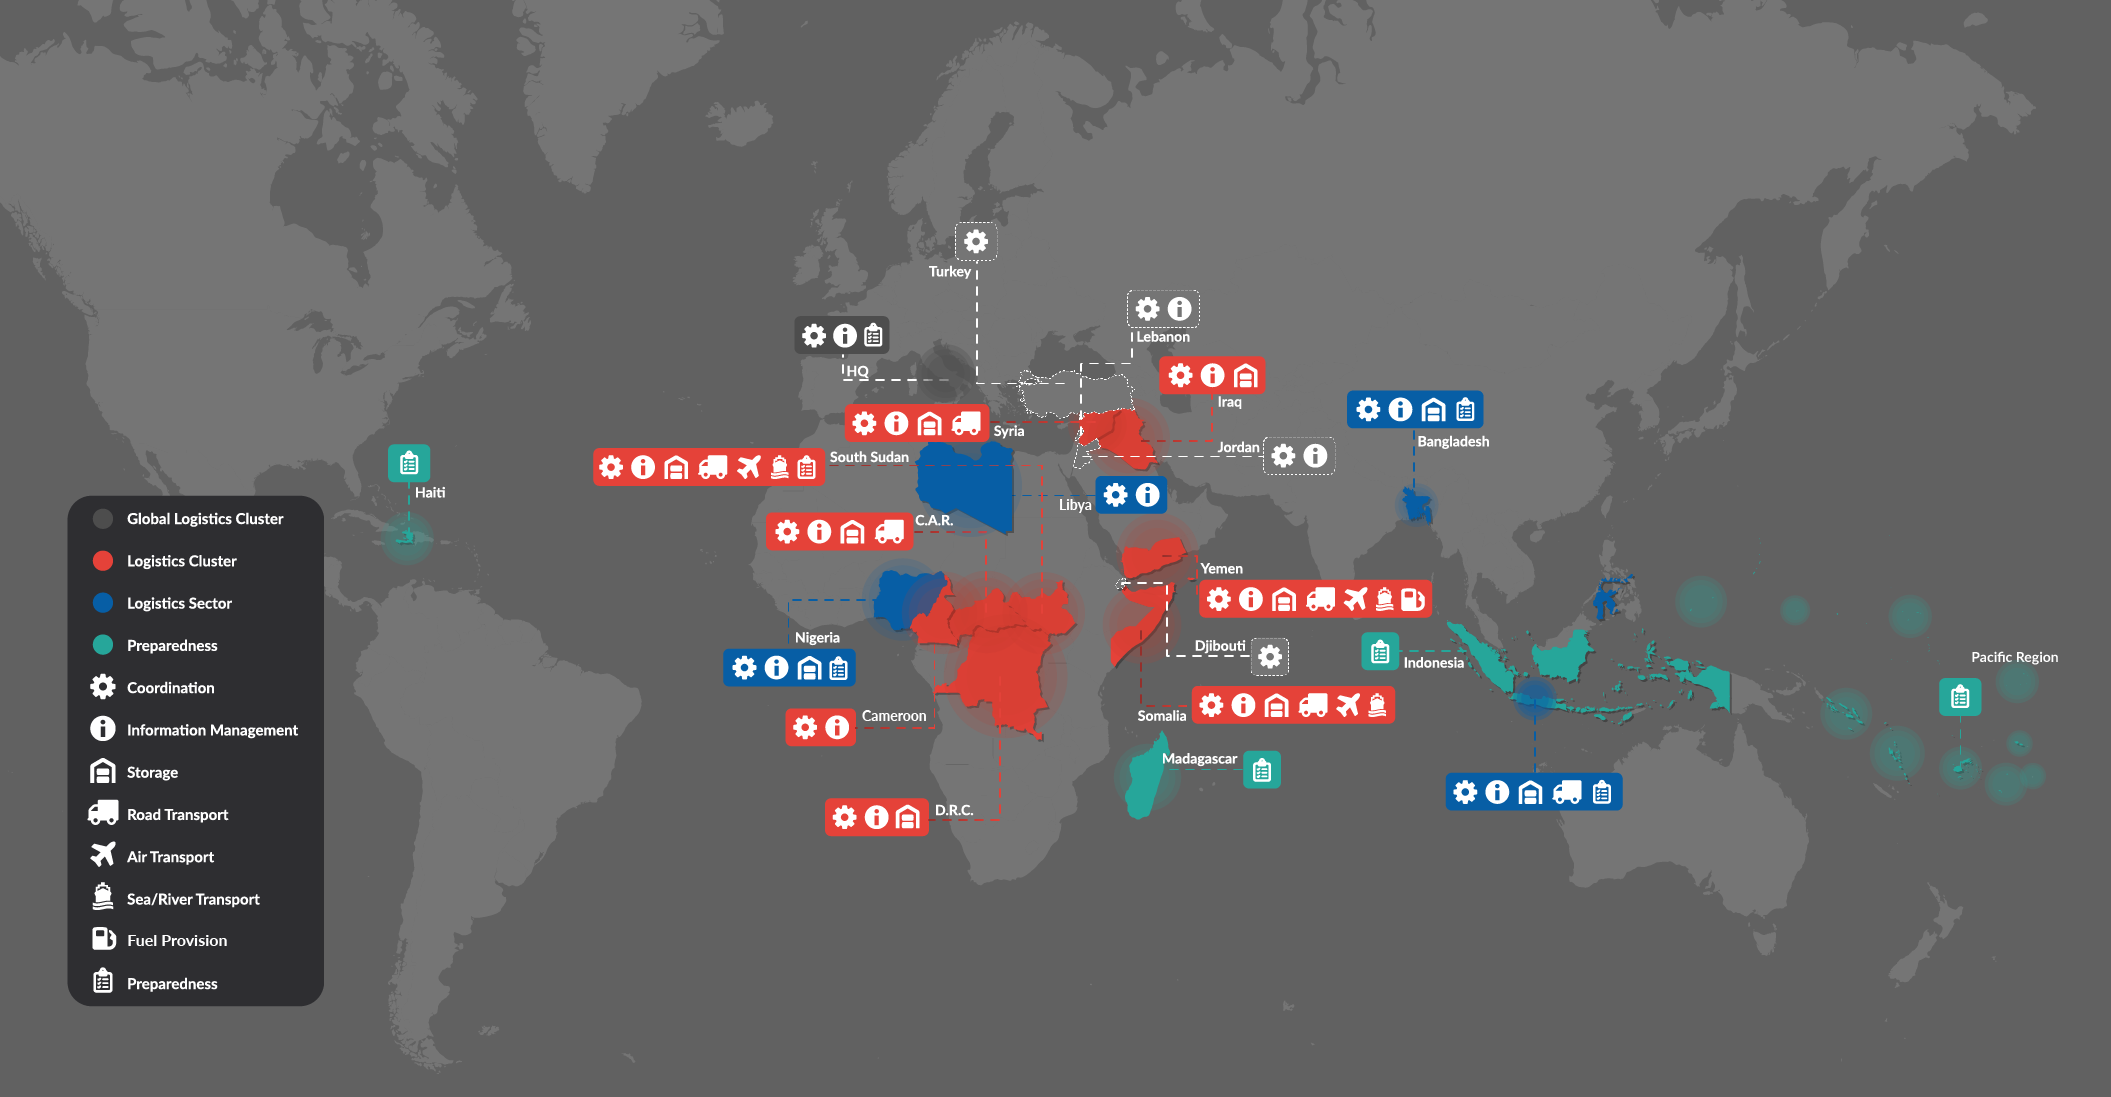 Turkey
Lebanon
HQ
Iraq
Syria
Bangladesh
Jordan
South Sudan
Haiti
Libya
C.A.R.
Yemen
Nigeria
Djibouti
Indonesia
Pacific Region
Cameroon
Somalia
Madagascar
D.R.C.
Global Logistics Cluster
Logistics Cluster
Logistics Sector
Preparedness
Coordination
Information Management
Storage
Road Transport
Air Transport
Sea/River Transport
Fuel Provision
Preparedness